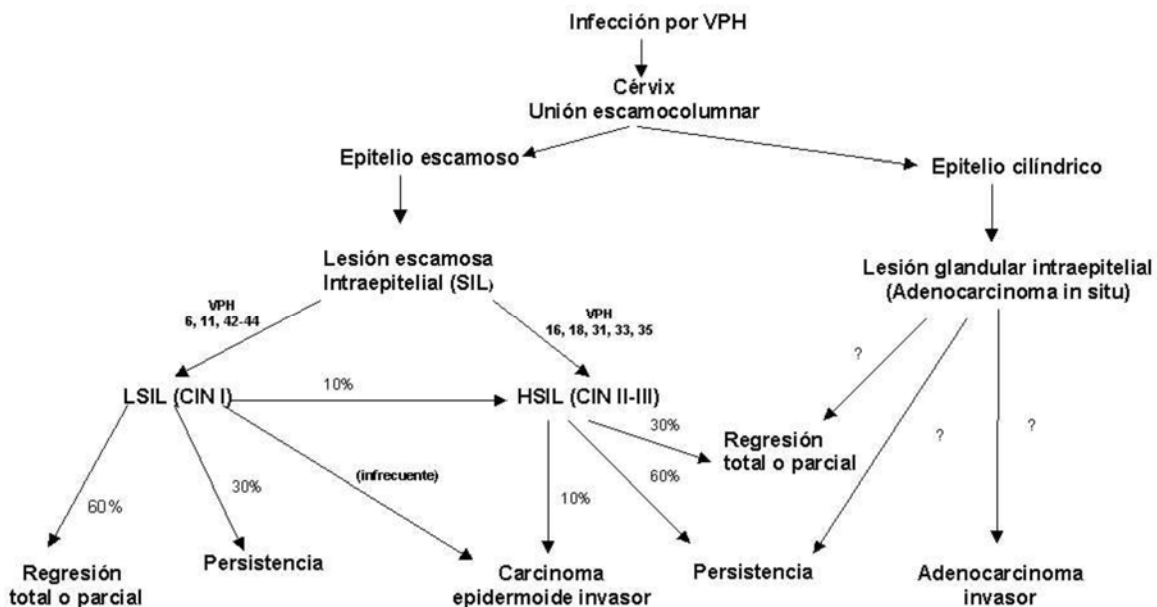 Infección por VPH
Cérvix
Unión escamocolumnar
Epitelio escamoso
Epitelio cilíndrico
Lesión escamosa
Intraepitelial (SIL)
Lesión glandular intraepitelial
(Adenocarcinoma in situ)
VPH
6, 11, 42-44
VPH
16, 18, 31, 33, 35
?
LSIL (CIN I)
10%
HSIL (CIN II-III)
30%
Regresión
total o parcial
?
?
(infrecuente)
60%
60%
30%
10%
Regresión
total o parcial
Persistencia
Carcinoma
epidermoide invasor
Persistencia
Adenocarcinoma
invasor